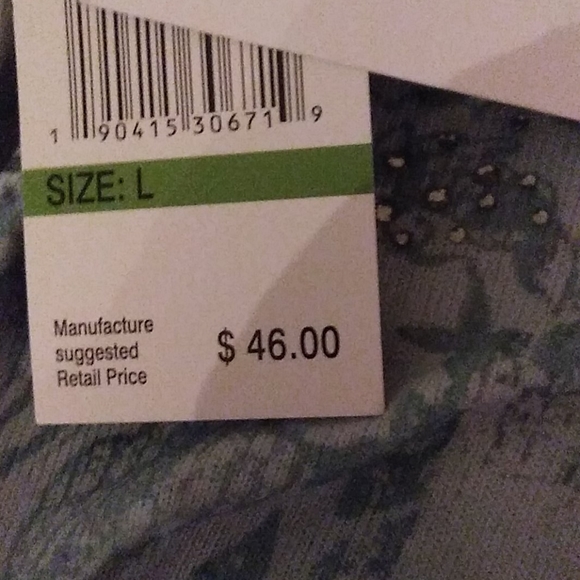 1 90415 30671 9
SIZE: L
Manufacture
suggested
Retail Price
$ 46.00